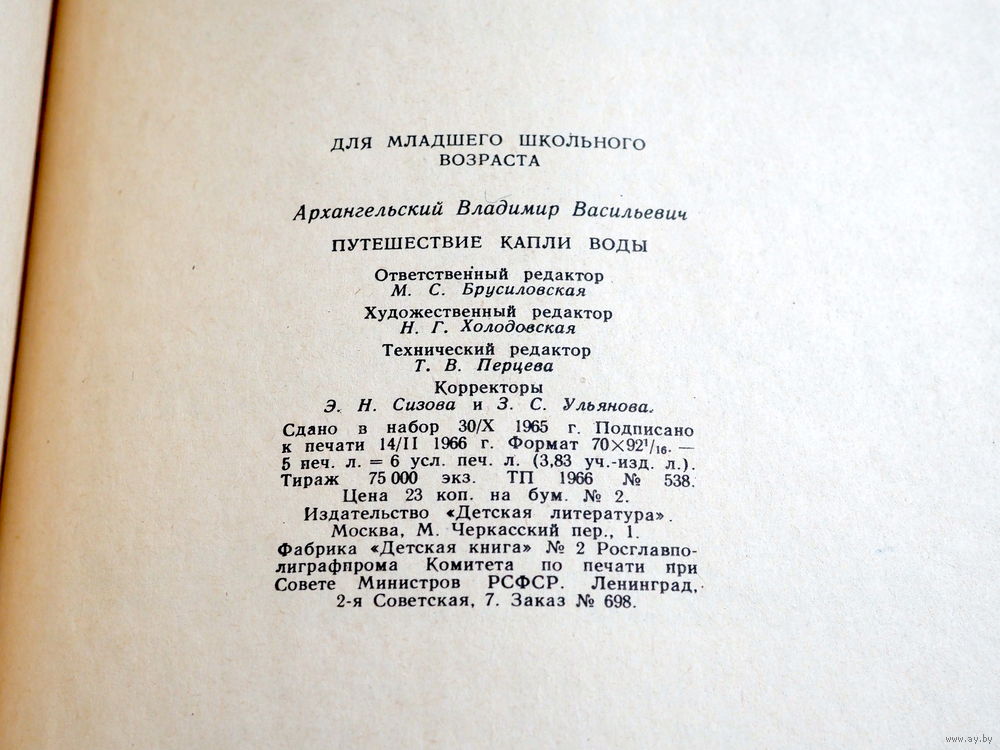 ДЛЯ МЛАДШЕГО ШКОЛЬНОГО
ВОЗРАСТА
Архангельский Владимир Васильевич
ПУТЕШЕСТВИЕ КАПЛИ ВОДЫ
Ответственный редактор
М. С. Брусиловская
Художественный редактор
Н. Г. Холодовская
Технический редактор
Т. В. Перцева
Корректоры
Э. Н. Сизова и З. С. Ульянова.
Сдано в набор 30/X 1965 г. Подписано
к печати 14/II 1966 г. Формат 70×92¹/₁₆. —
5 печ. л. = 6 усл. печ. л. (3,83 уч.-изд. л.).
Тираж 75 000 экз. ТП 1966 № 538.
Цена 23 коп. на бум. № 2.
Издательство «Детская литература».
Москва, М. Черкасский пер., 1.
Фабрика «Детская книга» № 2 Росглавпо-
лиграфпрома Комитета по печати при
Совете Министров РСФСР. Ленинград,
2-я Советская, 7. Заказ № 698.
www.ay.by